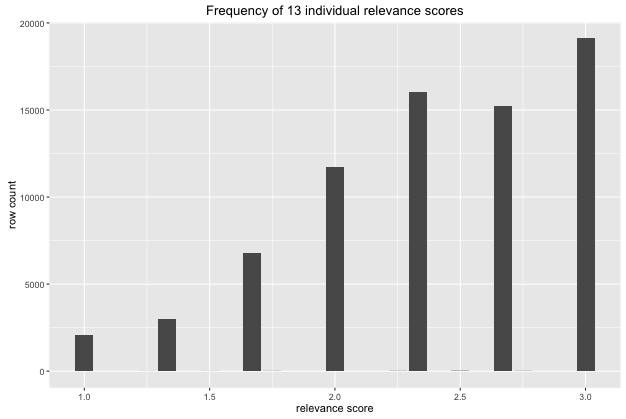 Frequency of 13 individual relevance scores
20000
15000
10000
5000
0
row count
1.0 1.5 2.0 2.5 3.0
relevance score